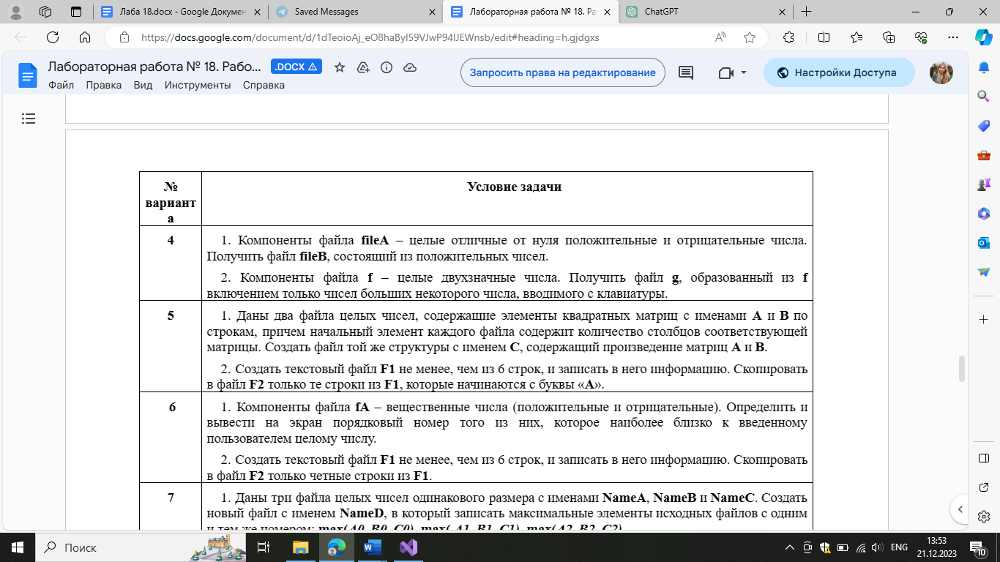 Лаба 18.docx - Google Докумен
Saved Messages
Лабораторная работа № 18. Ра
ChatGPT
https://docs.google.com/document/d/1dTeoioAj_eO8haByI59VJwP94lJEWnsb/edit#heading=h.gjdgxs
Лабораторная работа № 18. Рабо...
.DOCX
Запросить права на редактирование
Настройки Доступа
Файл Правка Вид Инструменты Справка
№
вариант
а
Условие задачи
4
1. Компоненты файла fileA – целые отличные от нуля положительные и отрицательные числа.
Получить файл fileB, состоящий из положительных чисел.
2. Компоненты файла f – целые двухзначные числа. Получить файл g, образованный из f
включением только чисел больших некоторого числа, вводимого с клавиатуры.
5
1. Даны два файла целых чисел, содержащие элементы квадратных матриц с именами А и В по
строкам, причем начальный элемент каждого файла содержит количество столбцов соответствующей
матрицы. Создать файл той же структуры с именем С, содержащий произведение матриц А и В.
2. Создать текстовый файл F1 не менее, чем из 6 строк, и записать в него информацию. Скопировать
в файл F2 только те строки из F1, которые начинаются с буквы «А».
6
1. Компоненты файла fA – вещественные числа (положительные и отрицательные). Определить и
вывести на экран порядковый номер того из них, которое наиболее близко к введенному
пользователем целому числу.
2. Создать текстовый файл F1 не менее, чем из 6 строк, и записать в него информацию. Скопировать
в файл F2 только четные строки из F1.
7
1. Даны три файла целых чисел одинакового размера с именами NameA, NameB и NameC. Создать
новый файл с именем NameD, в который записать максимальные элементы исходных файлов с одним
и тем же номером: max(A0, B0, C0), max( A1, B1, C1), max( A2, B2, C2)
Поиск
ENG
13:53
21.12.2023
10